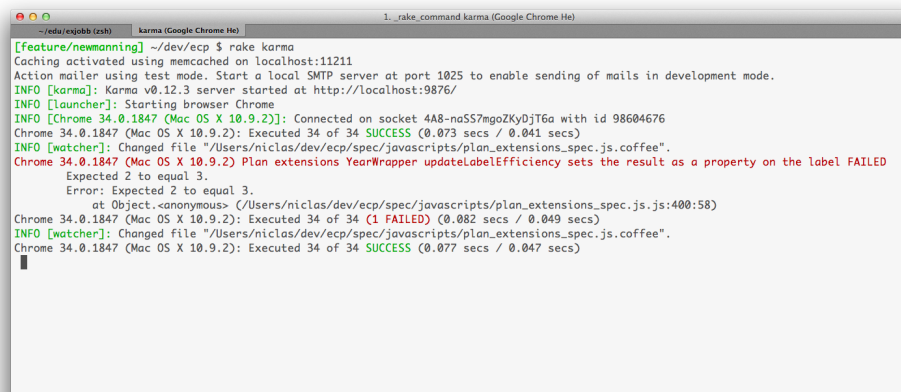 1. _rake_command karma (Google Chrome He)
~/edu/exjobb (zsh) karma (Google Chrome He)
[feature/newmanning] ~/dev/ecp $ rake karma
Caching activated using memcached on localhost:11211
Action mailer using test mode. Start a local SMTP server at port 1025 to enable sending of mails in development mode.
INFO [karma]: Karma v0.12.3 server started at http://localhost:9876/
INFO [launcher]: Starting browser Chrome
INFO [Chrome 34.0.1847 (Mac OS X 10.9.2)]: Connected on socket 4A8-naSS7mgoZKyDjT6a with id 98604676
Chrome 34.0.1847 (Mac OS X 10.9.2): Executed 34 of 34 SUCCESS (0.073 secs / 0.041 secs)
INFO [watcher]: Changed file "/Users/niclas/dev/ecp/spec/javascripts/plan_extensions_spec.js.coffee".
Chrome 34.0.1847 (Mac OS X 10.9.2) Plan extensions YearWrapper updateLabelEfficiency sets the result as a property on the label FAILED
Expected 2 to equal 3.
Error: Expected 2 to equal 3.
at Object.<anonymous> (/Users/niclas/dev/ecp/spec/javascripts/plan_extensions_spec.js.js:400:58)
Chrome 34.0.1847 (Mac OS X 10.9.2): Executed 34 of 34 (1 FAILED) (0.082 secs / 0.049 secs)
INFO [watcher]: Changed file "/Users/niclas/dev/ecp/spec/javascripts/plan_extensions_spec.js.coffee".
Chrome 34.0.1847 (Mac OS X 10.9.2): Executed 34 of 34 SUCCESS (0.077 secs / 0.047 secs)